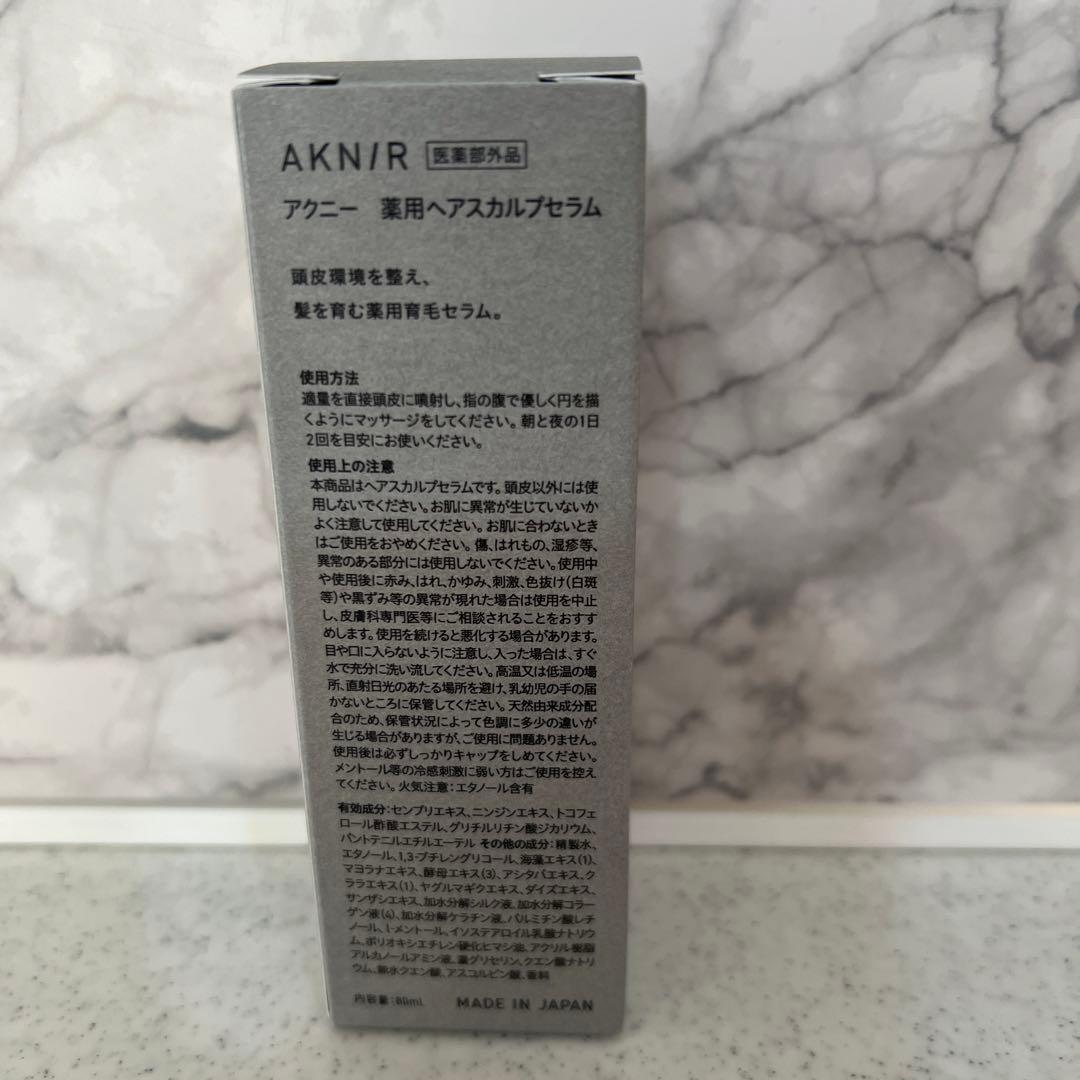 AKNIR 医薬部外品
アクニー 薬用ヘアスカルプセラム
頭皮環境を整え、
髪を育む薬用育毛セラム。
使用方法
適量を直接頭皮に噴射し、指の腹で優しく円を描
くようにマッサージをしてください。朝と夜の1日
2回を目安にお使いください。
使用上の注意
本商品はヘアスカルプセラムです。頭皮以外には使
用しないでください。お肌に異常が生じていないか
よく注意して使用してください。お肌に合わないとき
はご使用をおやめください。傷、はれもの、湿疹等、
異常のある部分には使用しないでください。使用中
や使用後に赤み、はれ、かゆみ、刺激、色抜け(白斑
等)や黒ずみ等の異常が現れた場合は使用を中止
し、皮膚科専門医等にご相談されることをおすす
めします。使用を続けると悪化する場合があります。
目や口に入らないように注意し、入った場合は、すぐ
水で充分に洗い流してください。高温又は低温の場
所、直射日光のあたる場所を避け、乳幼児の手の届
かないところに保管してください。天然由来成分配
合のため、保管状況によって色調に多少の違いが
生じる場合がありますが、ご使用に問題ありません。
使用後は必ずしっかりキャップをしめてください。
メントール等の冷感刺激に弱い方はご使用を控え
てください。火気注意:エタノール含有
有効成分:センブリエキス、ニンジンエキス、トコフェ
ロール酢酸エステル、グリチルリチン酸ジカリウム、
パントテニルエチルエーテル その他の成分:精製水、
エタノール、1,3-ブチレングリコール、海藻エキス(1)、
マヨラナエキス、酵母エキス(3)、アシタバエキス、ク
ララエキス(1)、ヤグルマギクエキス、ダイズエキス、
サンザシエキス、加水分解シルク液、加水分解コラー
ゲン液(4)、加水分解ケラチン液、パルミチン酸レチ
ノール、l-メントール、イソステアロイル乳酸ナトリウ
ム、ポリオキシエチレン硬化ヒマシ油、アクリル樹脂
アルカノールアミン液、濃グリセリン、クエン酸ナトリ
ウム、無水クエン酸、アスコルビン酸、香料
内容量:80mL MADE IN JAPAN